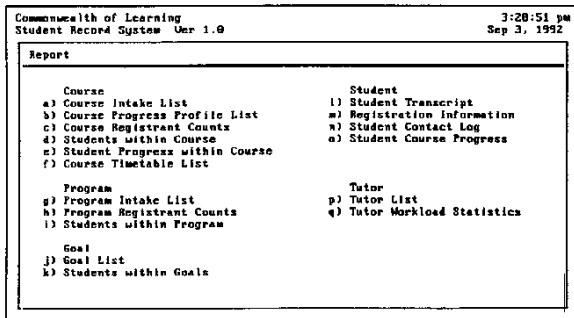 Commonwealth of Learning 3:28:51 pm
Student Record System Ver 1.0 Sep 3, 1992
Report
Course
a) Course Intake List
b) Course Progress Profile List
c) Course Registrant Counts
d) Students within Course
e) Student Progress within Course
f) Course Timetable List
Program
g) Program Intake List
h) Program Registrant Counts
i) Students within Program
Goal
j) Goal List
k) Students within Goals
Student
l) Student Transcript
m) Registration Information
n) Student Contact Log
o) Student Course Progress
Tutor
p) Tutor List
q) Tutor Workload Statistics